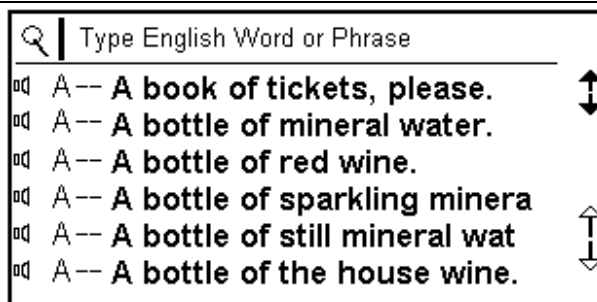 Type English Word or Phrase
A-- A book of tickets, please.
A-- A bottle of mineral water.
A-- A bottle of red wine.
A-- A bottle of sparkling minera
A-- A bottle of still mineral wat
A-- A bottle of the house wine.